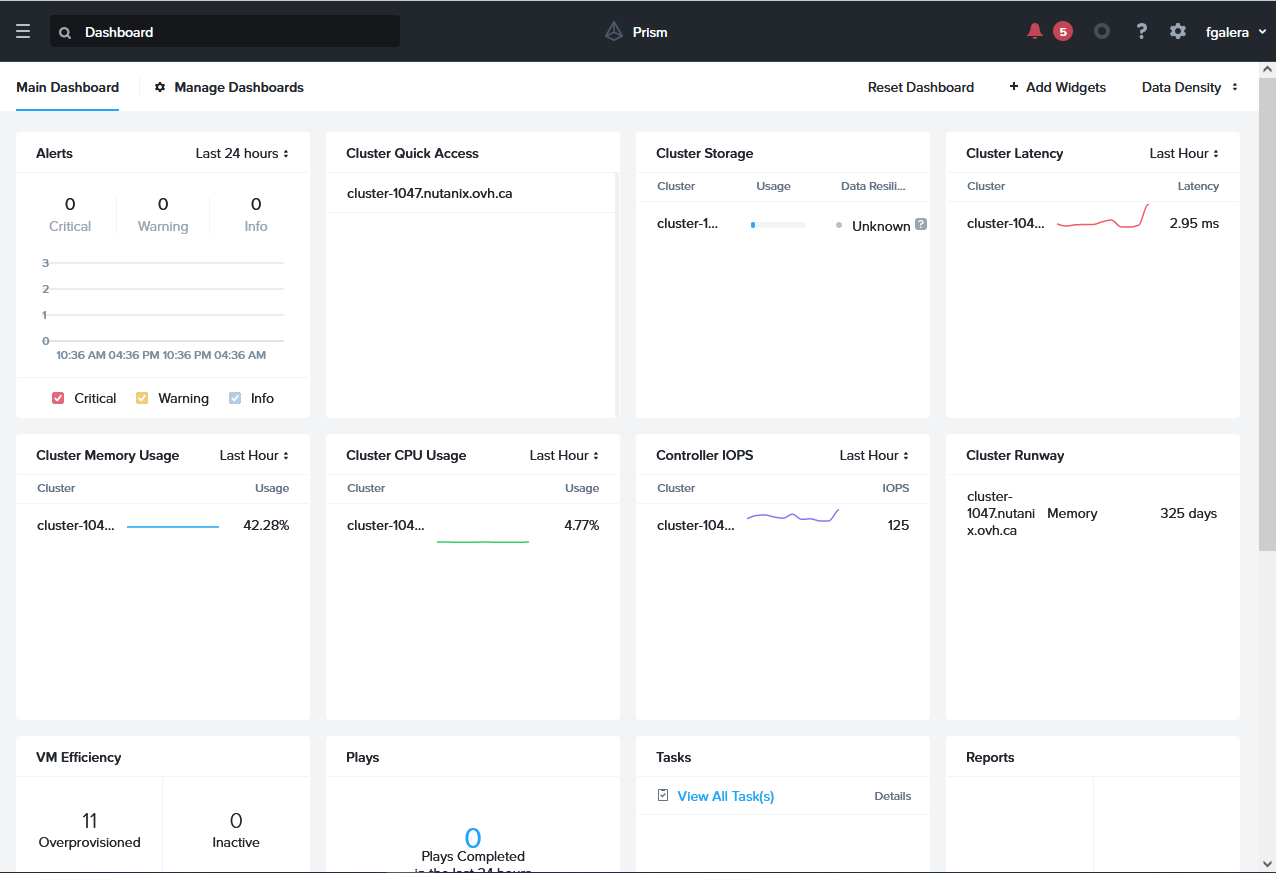 Dashboard
Prism
5
?
fgalera
Main Dashboard
Manage Dashboards
Reset Dashboard
+ Add Widgets
Data Density
Alerts
Last 24 hours
0
Critical
0
Warning
0
Info
3
2
1
0
10:36 AM 04:36 PM 10:36 PM 04:36 AM
Critical
Warning
Info
Cluster Quick Access
cluster-1047.nutanix.ovh.ca
Cluster Storage
Cluster Usage Data Resili...
cluster-1... Unknown ?
Cluster Latency
Last Hour
Cluster Latency
cluster-104... 2.95 ms
Cluster Memory Usage
Last Hour
Cluster Usage
cluster-104... 42.28%
Cluster CPU Usage
Last Hour
Cluster Usage
cluster-104... 4.77%
Controller IOPS
Last Hour
Cluster IOPS
cluster-104... 125
Cluster Runway
cluster-
1047.nutani Memory 325 days
x.ovh.ca
VM Efficiency
11
Overprovisioned
0
Inactive
Plays
0
Plays Completed
in the last 24 hours
Tasks
View All Task(s)
Details
Reports